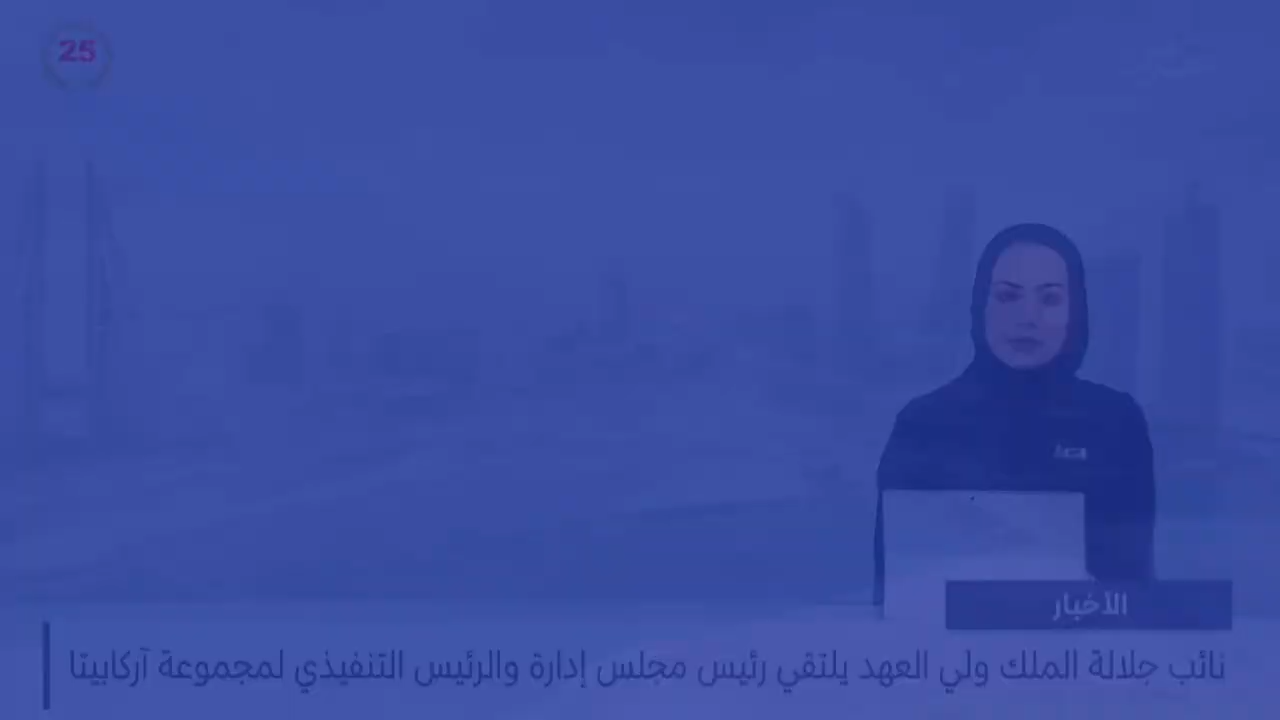 25
الأخبار
نائب جلالة الملك ولي العهد يلتقي رئيس مجلس إدارة والرئيس التنفيذي لمجموعة آركابيتا